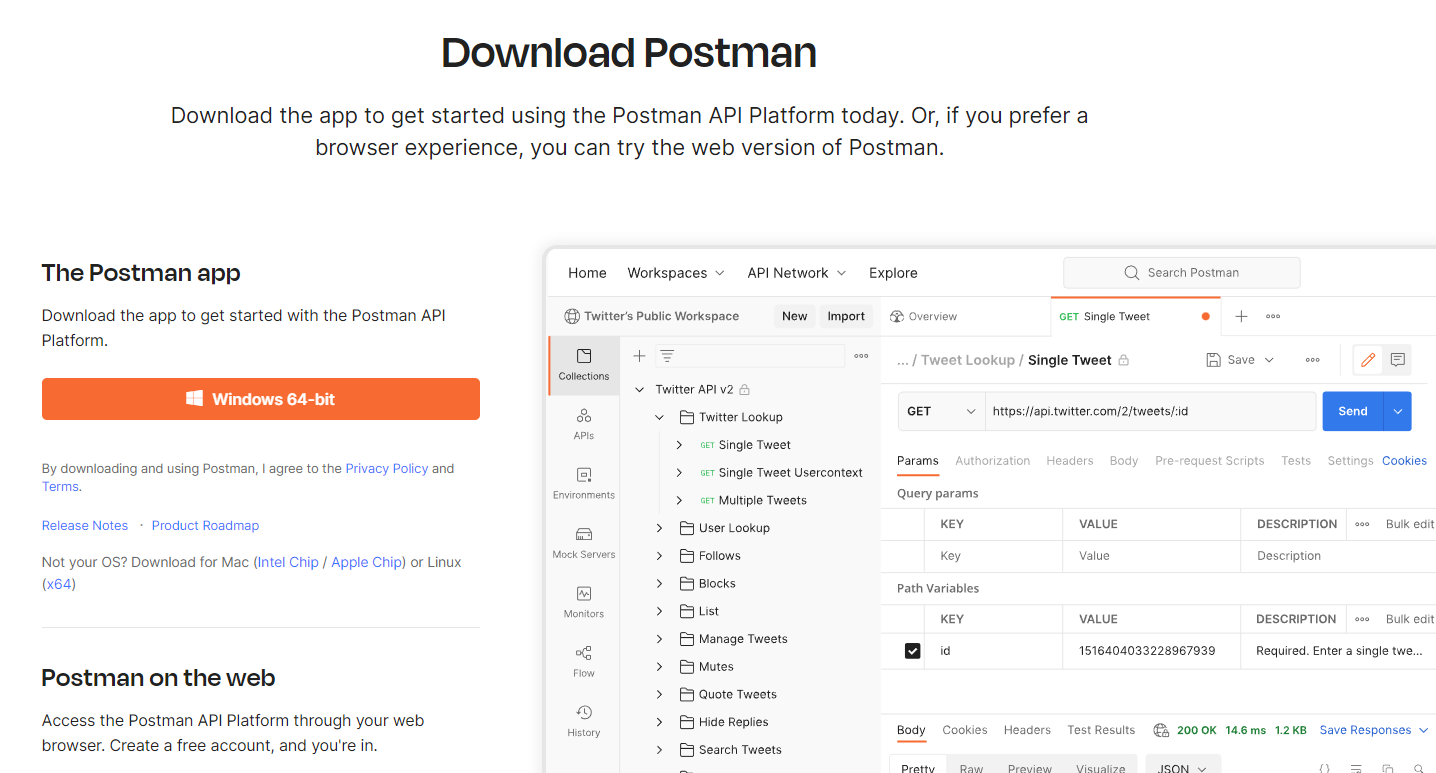 Download Postman
Download the app to get started using the Postman API Platform today. Or, if you prefer a
browser experience, you can try the web version of Postman.
The Postman app
Download the app to get started with the Postman API
Platform.
Windows 64-bit
By downloading and using Postman, I agree to the Privacy Policy and
Terms.
Release Notes · Product Roadmap
Not your OS? Download for Mac (Intel Chip / Apple Chip) or Linux
(x64)
Postman on the web
Access the Postman API Platform through your web
browser. Create a free account, and you're in.
Home Workspaces API Network Explore Search Postman
Twitter's Public Workspace New Import
Collections
APIs
Environments
Mock Servers
Monitors
Flow
History
Twitter API v2
Twitter Lookup
GET Single Tweet
GET Single Tweet Usercontext
GET Multiple Tweets
User Lookup
Follows
Blocks
List
Manage Tweets
Mutes
Quote Tweets
Hide Replies
Search Tweets
Overview GET Single Tweet
... / Tweet Lookup / Single Tweet Save
GET https://api.twitter.com/2/tweets/:id Send
Params Authorization Headers Body Pre-request Scripts Tests Settings Cookies
Query params
KEY VALUE DESCRIPTION Bulk edit
Key Value Description
Path Variables
KEY VALUE DESCRIPTION Bulk edit
id 1516404033228967939 Required. Enter a single twe...
Body Cookies Headers Test Results 200 OK 14.6 ms 1.2 KB Save Responses
Pretty Raw Preview Visualize JSON